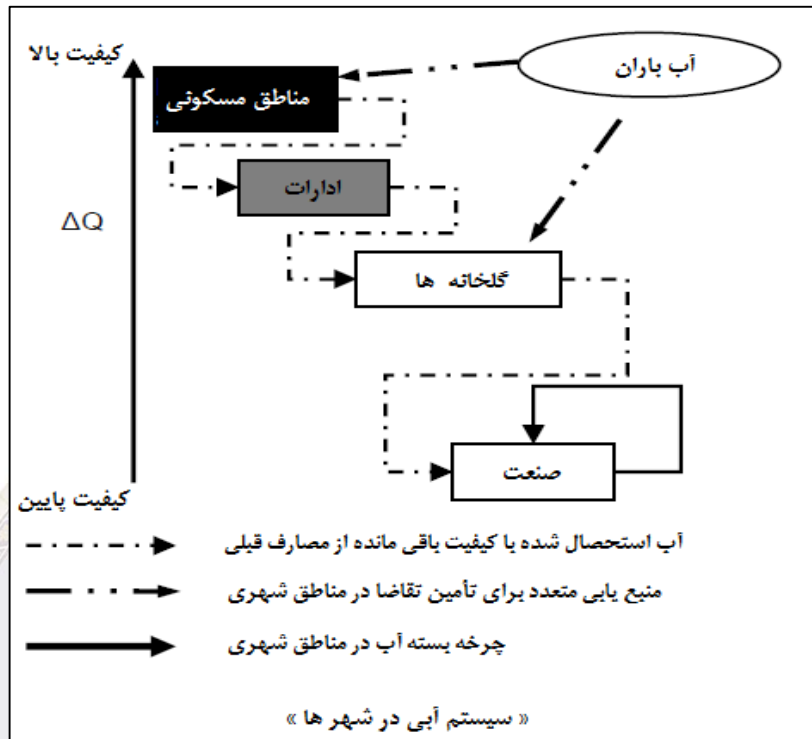 کیفیت بالا
آب باران
مناطق مسکونی
ادارات
ΔQ
گلخانه ها
صنعت
کیفیت پایین
آب استحصال شده با کیفیت باقی مانده از مصارف قبلی
منبع یابی متعدد برای تأمین تقاضا در مناطق شهری
چرخه بسته آب در مناطق شهری
« سیستم آبی در شهر ها »